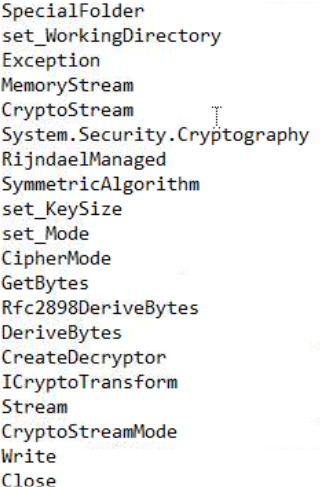 SpecialFolder
set_WorkingDirectory
Exception
MemoryStream
CryptoStream
System.Security.Cryptography
RijndaelManaged
SymmetricAlgorithm
set_KeySize
set_Mode
CipherMode
GetBytes
Rfc2898DeriveBytes
DeriveBytes
CreateDecryptor
ICryptoTransform
Stream
CryptoStreamMode
Write
Close